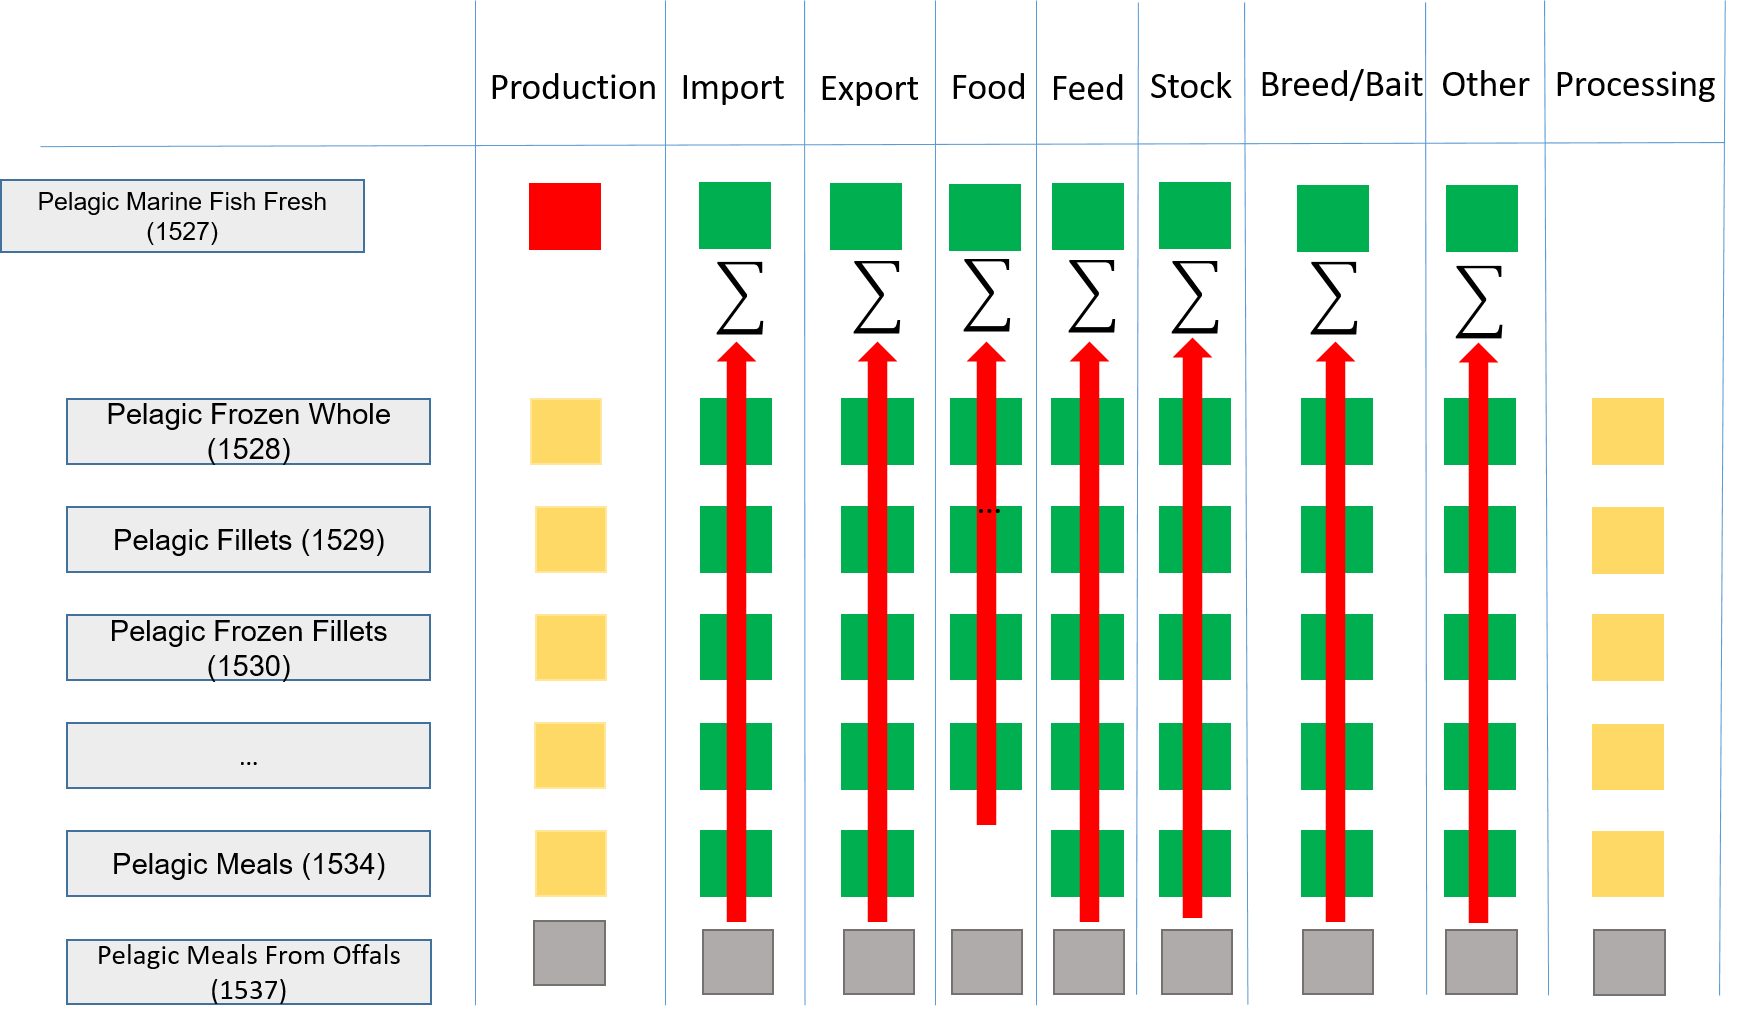 Production Import Export Food Feed Stock Breed/Bait Other Processing
Pelagic Marine Fish Fresh
(1527)
∑ ∑ ∑ ∑ ∑ ∑ ∑
Pelagic Frozen Whole
(1528)
...
Pelagic Fillets (1529)
Pelagic Frozen Fillets
(1530)
...
Pelagic Meals (1534)
Pelagic Meals From Offals
(1537)